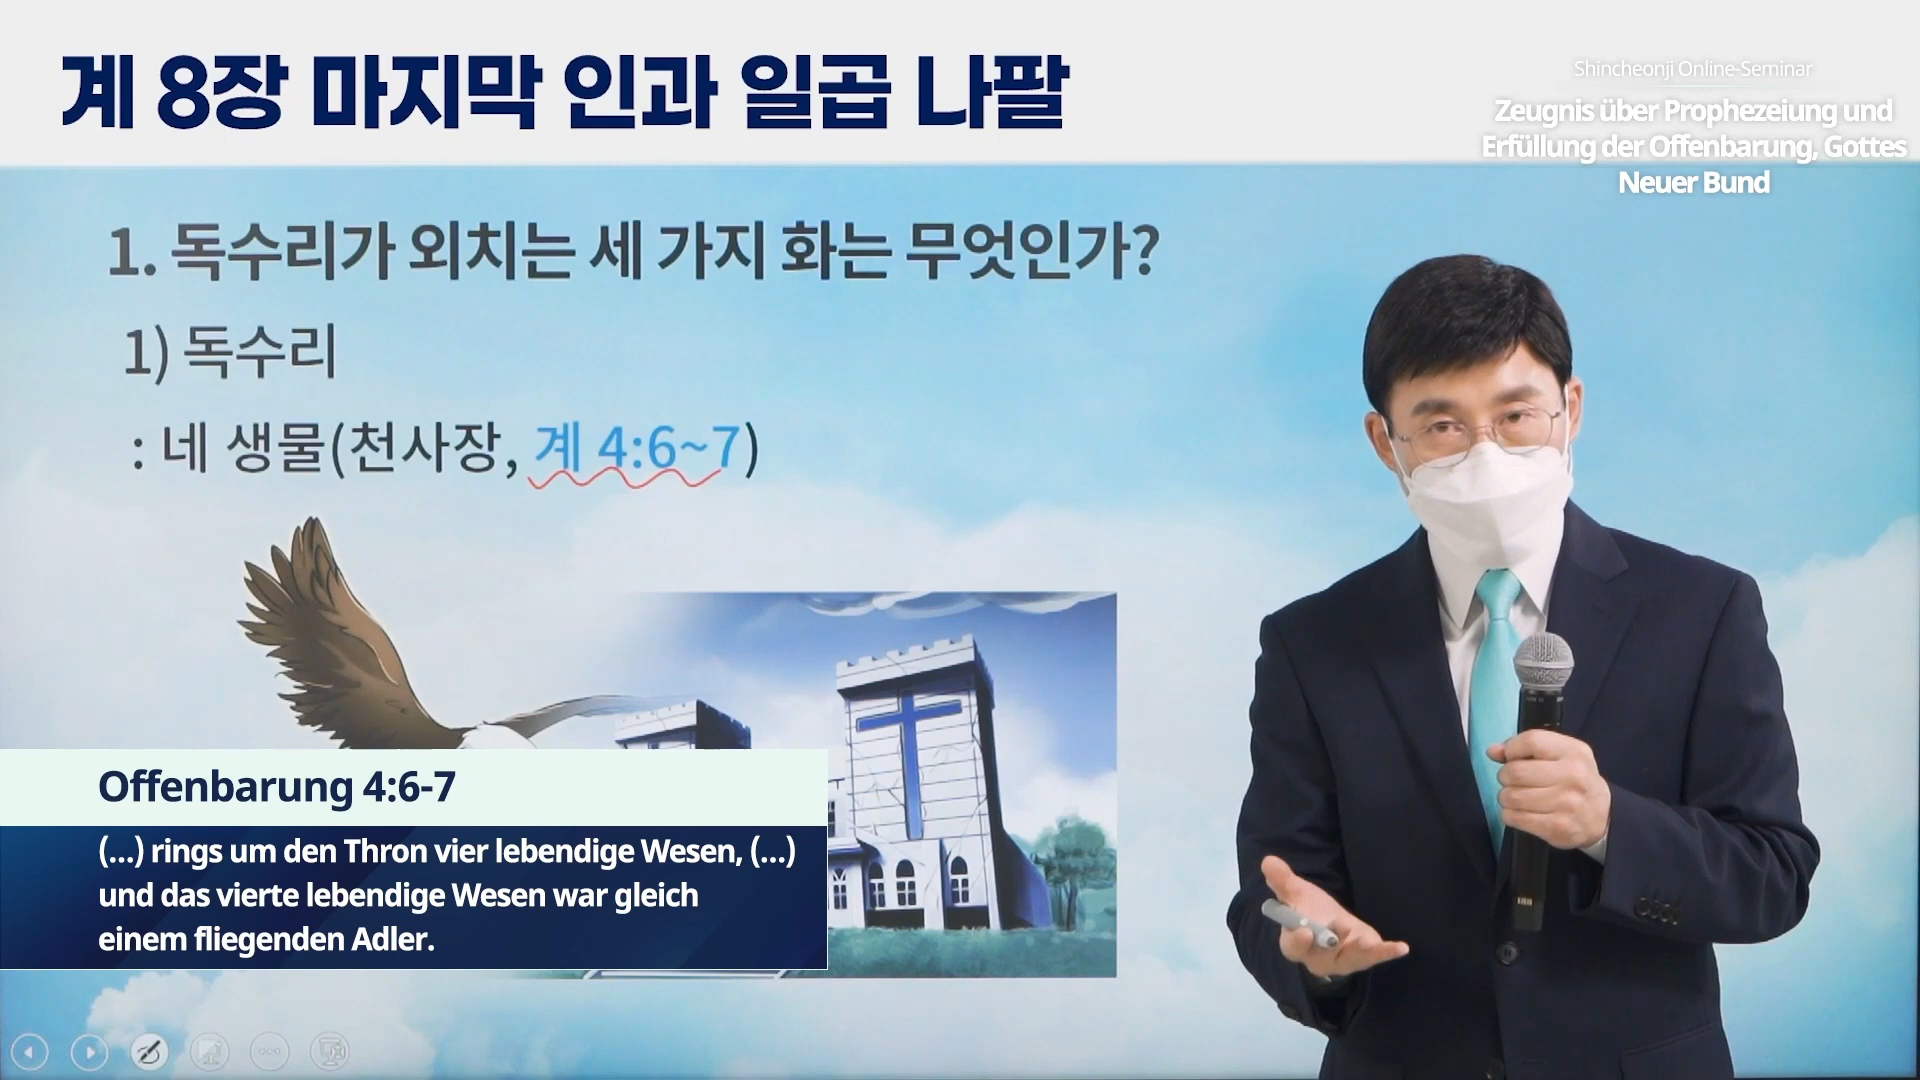 계 8장 마지막 인과 일곱 나팔
Shincheonji Online-Seminar
Zeugnis über Prophezeiung und
Erfüllung der Offenbarung, Gottes
Neuer Bund
1. 독수리가 외치는 세 가지 화는 무엇인가?
1) 독수리
: 네 생물(천사장, 계 4:6~7)
Offenbarung 4:6-7
(...) rings um den Thron vier lebendige Wesen, (...)
und das vierte lebendige Wesen war gleich
einem fliegenden Adler.